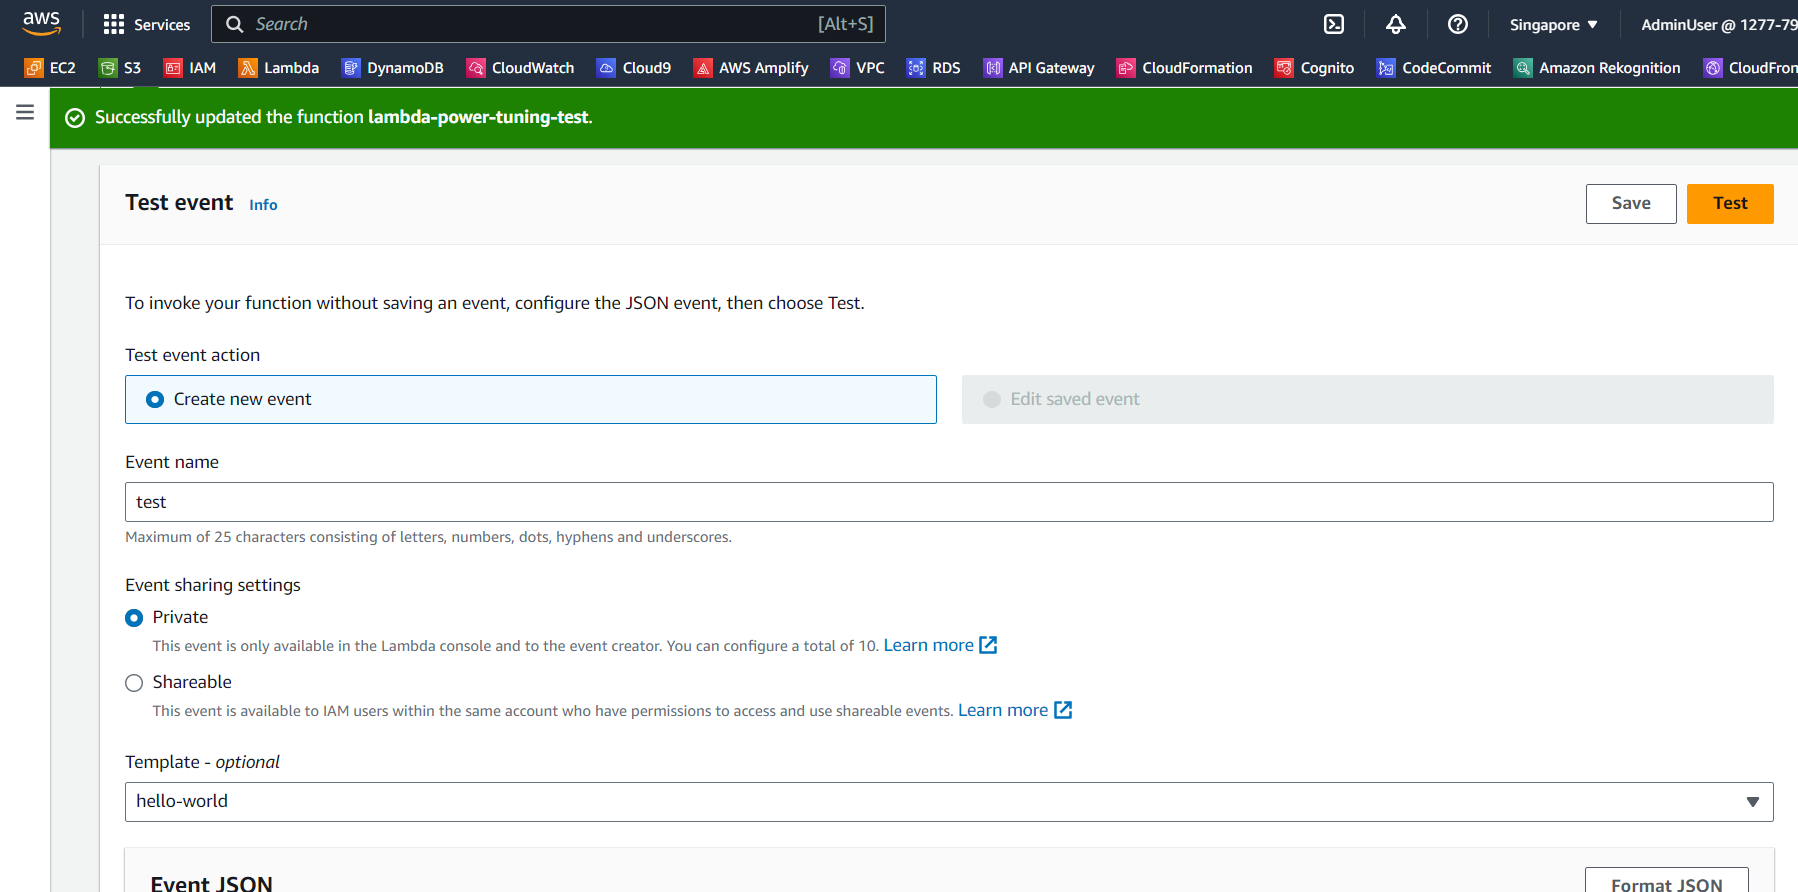 aws Services Search [Alt+S] Singapore AdminUser @ 1277-79
EC2 S3 IAM Lambda DynamoDB CloudWatch Cloud9 AWS Amplify VPC RDS API Gateway CloudFormation Cognito CodeCommit Amazon Rekognition CloudFron
Successfully updated the function lambda-power-tuning-test.
Test event Info Save Test
To invoke your function without saving an event, configure the JSON event, then choose Test.
Test event action
Create new event Edit saved event
Event name
test
Maximum of 25 characters consisting of letters, numbers, dots, hyphens and underscores.
Event sharing settings
Private
This event is only available in the Lambda console and to the event creator. You can configure a total of 10. Learn more
Shareable
This event is available to IAM users within the same account who have permissions to access and use shareable events. Learn more
Template - optional
hello-world
Event JSON Format JSON